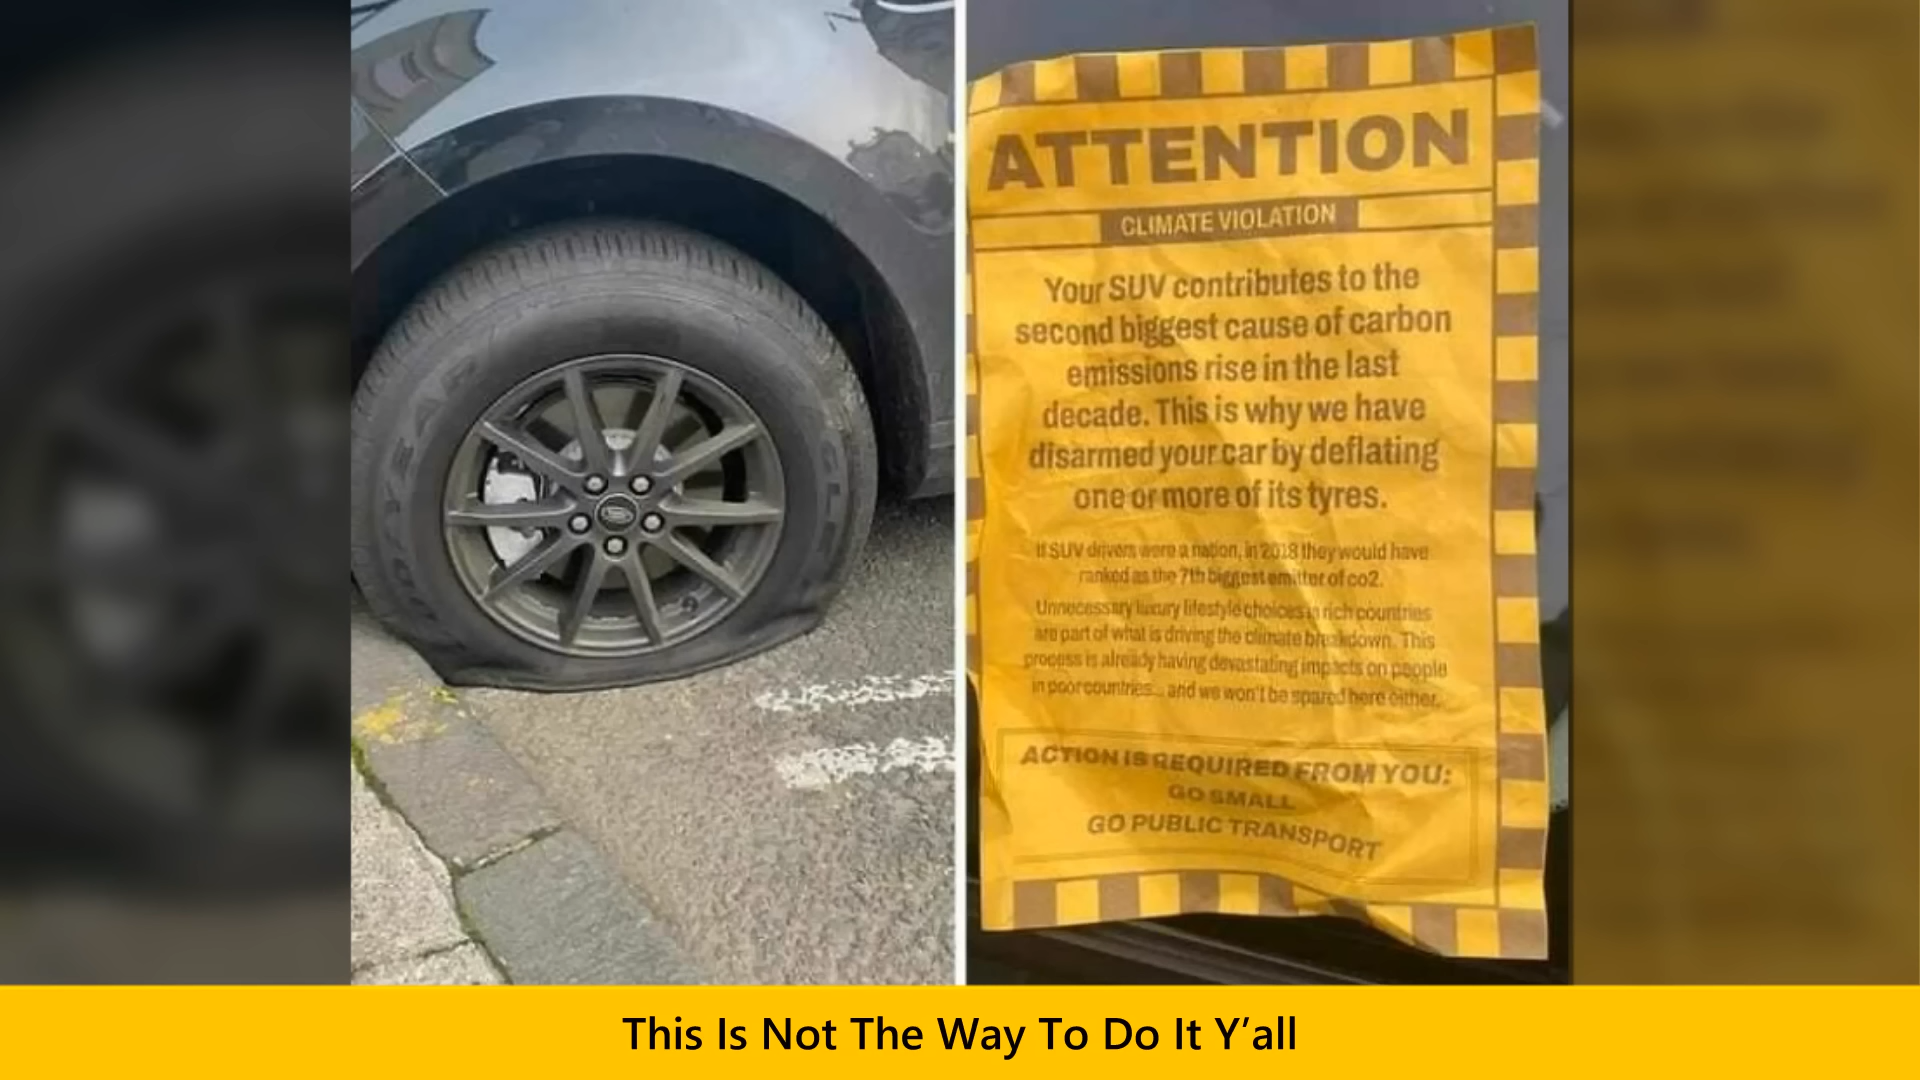 GOODYEAR
ATTENTION
CLIMATE VIOLATION
Your SUV contributes to the
second biggest cause of carbon
emissions rise in the last
decade. This is why we have
disarmed your car by deflating
one or more of its tyres.
If SUV drivers were a nation, in 2018 they would have
ranked as the 7th biggest emitter of co2.
Unnecessary luxury lifestyle choices in rich countries
are part of what is driving the climate breakdown. This
process is already having devastating impacts on people
in poor countries... and we won't be spared here either.
ACTION IS REQUIRED FROM YOU:
GO SMALL
GO PUBLIC TRANSPORT
This Is Not The Way To Do It Y’all